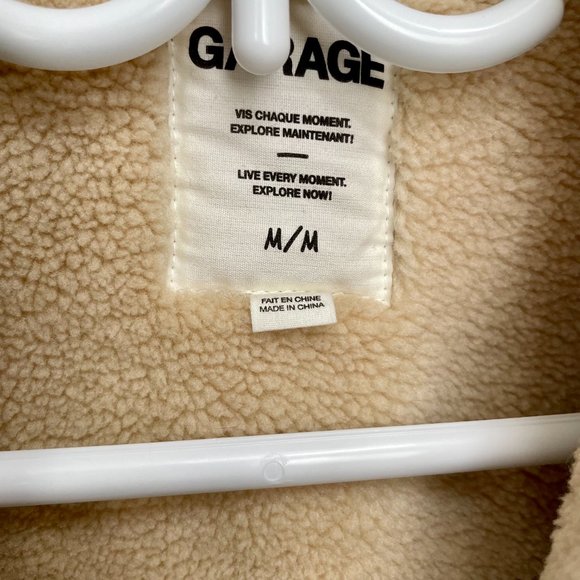 GARAGE
VIS CHAQUE MOMENT.
EXPLORE MAINTENANT!
LIVE EVERY MOMENT.
EXPLORE NOW!
M/M
FAIT EN CHINE
MADE IN CHINA